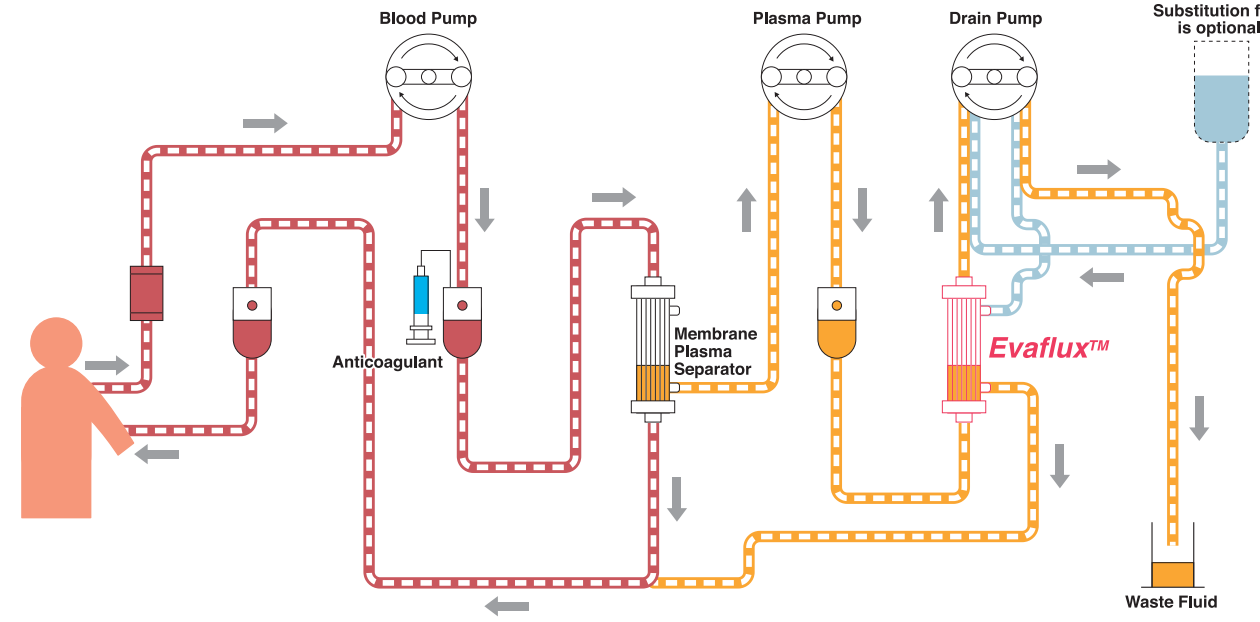 Blood Pump
Plasma Pump
Drain Pump
Substitution f
is optional
Anticoagulant
Membrane
Plasma
Separator
Evaflux™
Waste Fluid